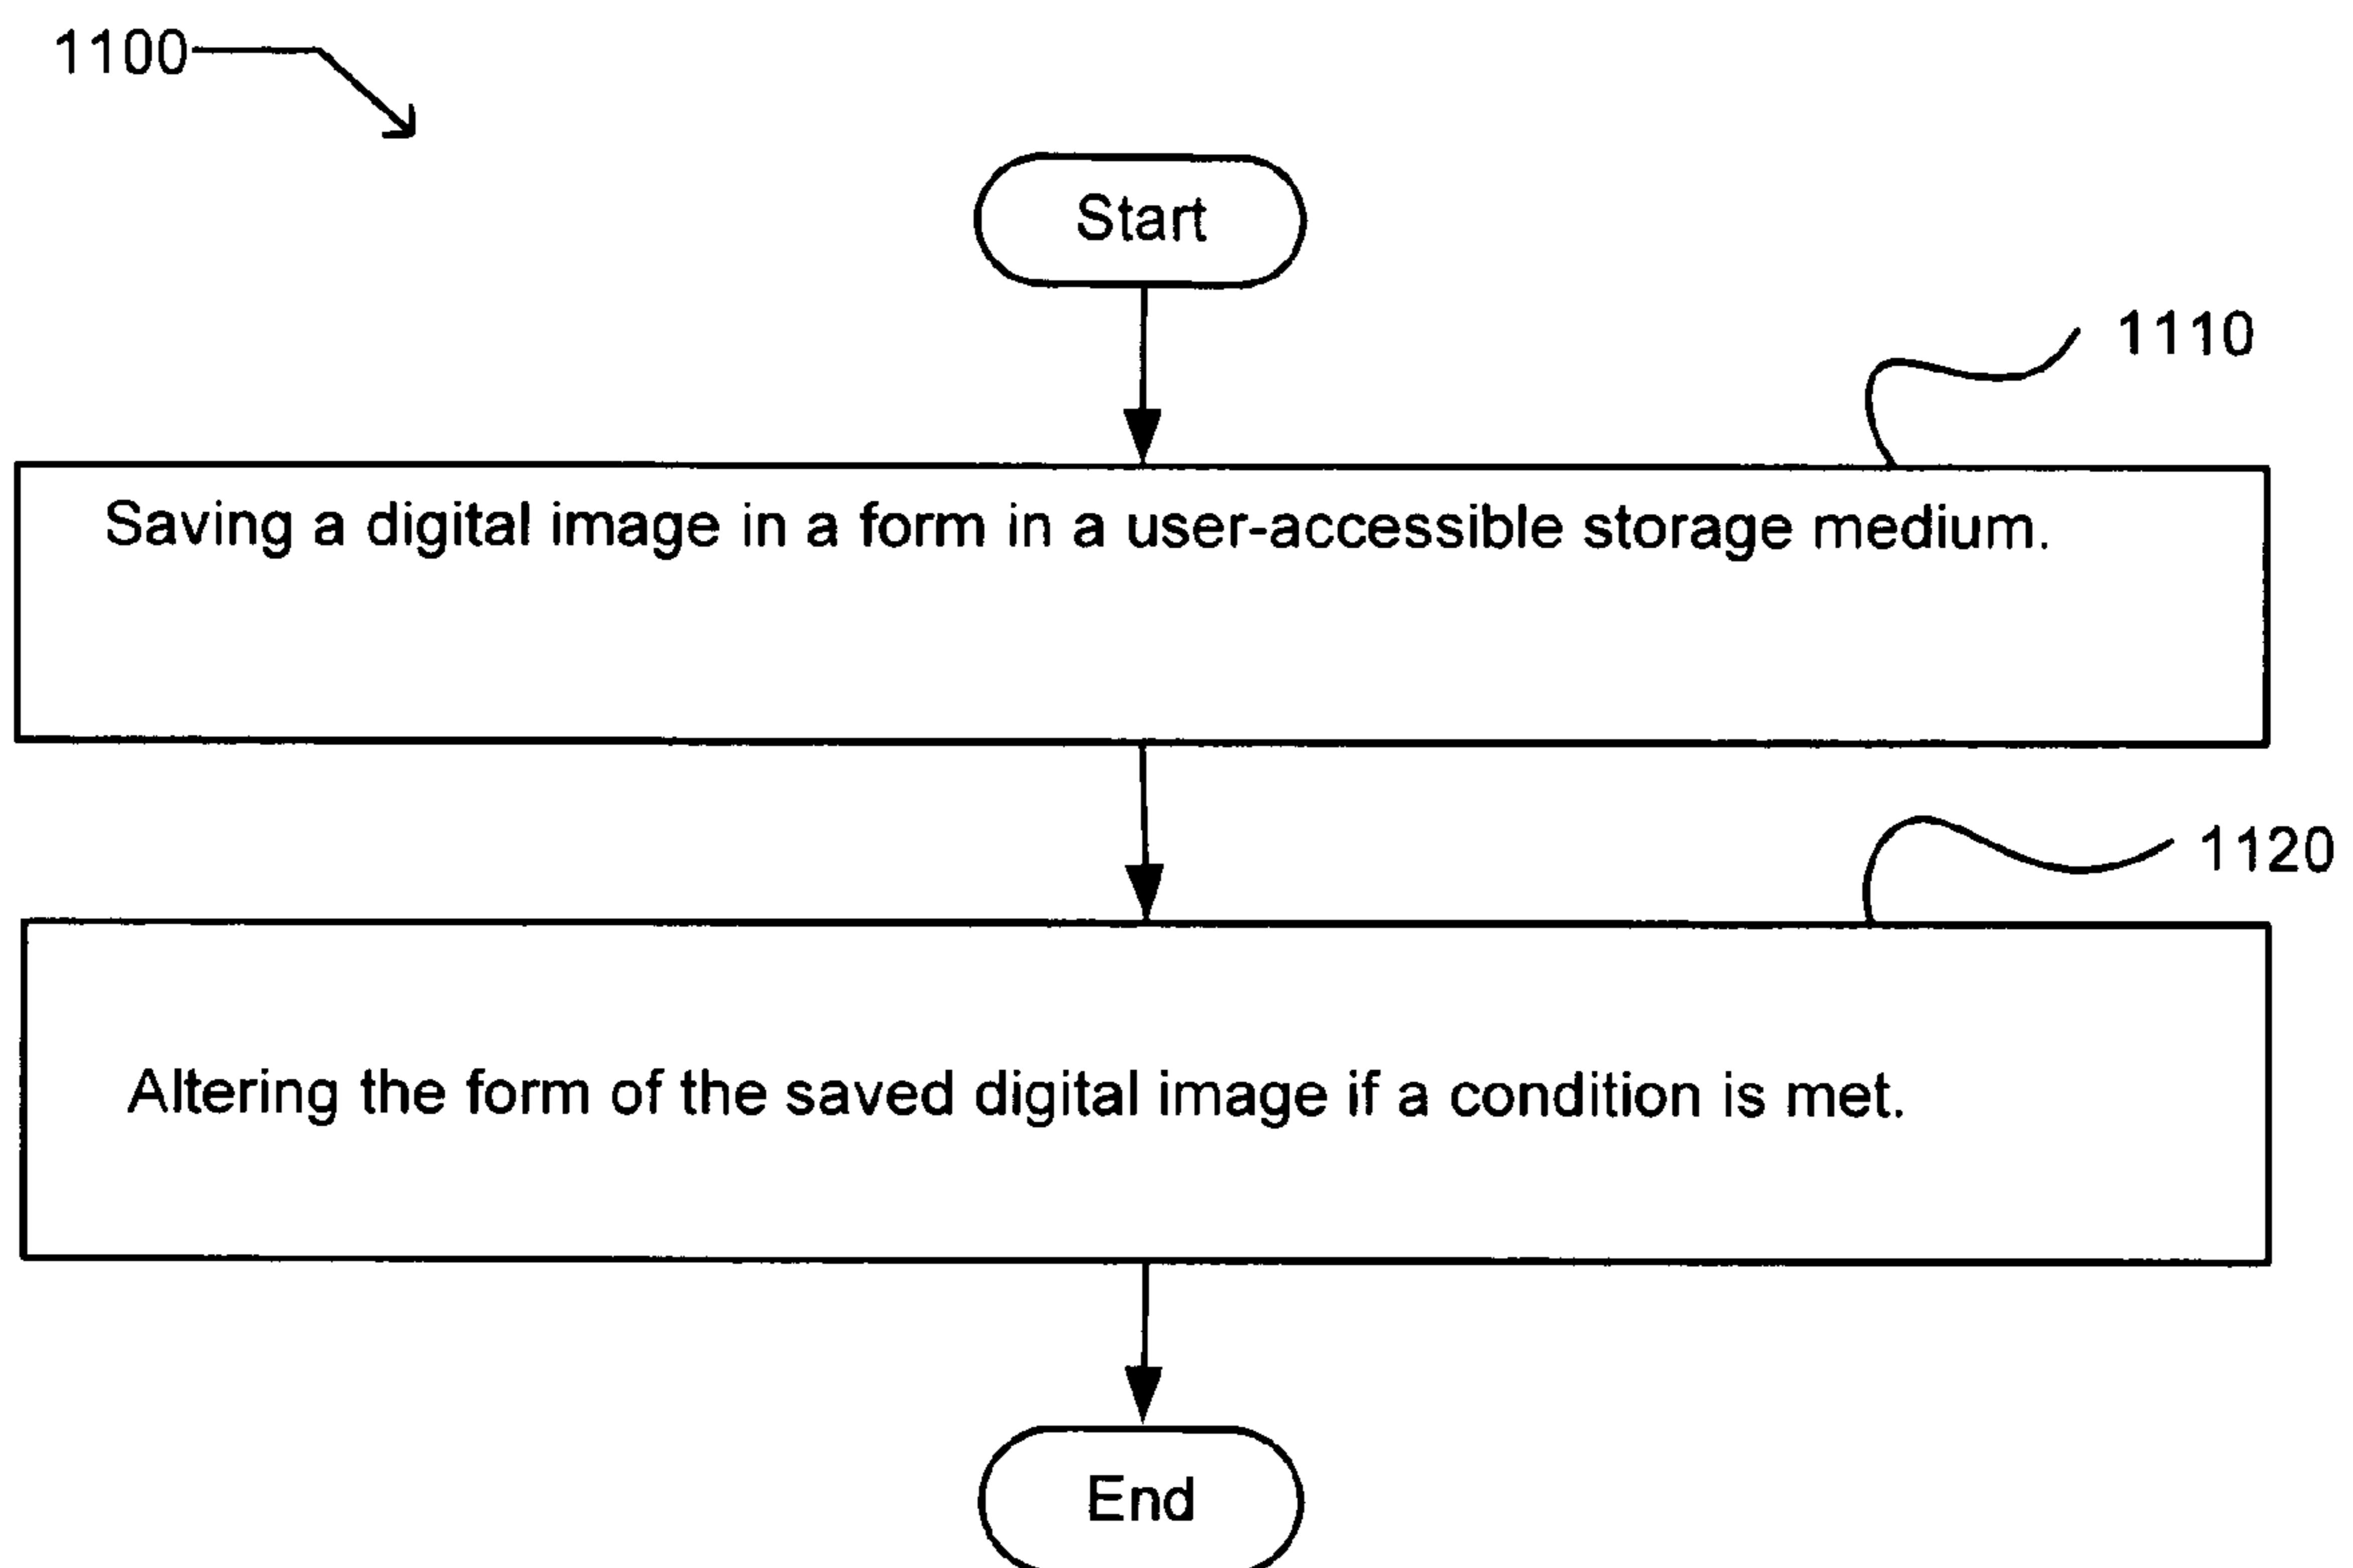 1100
Start
1110
Saving a digital image in a form in a user-accessible storage medium.
1120
Altering the form of the saved digital image if a condition is met.
End